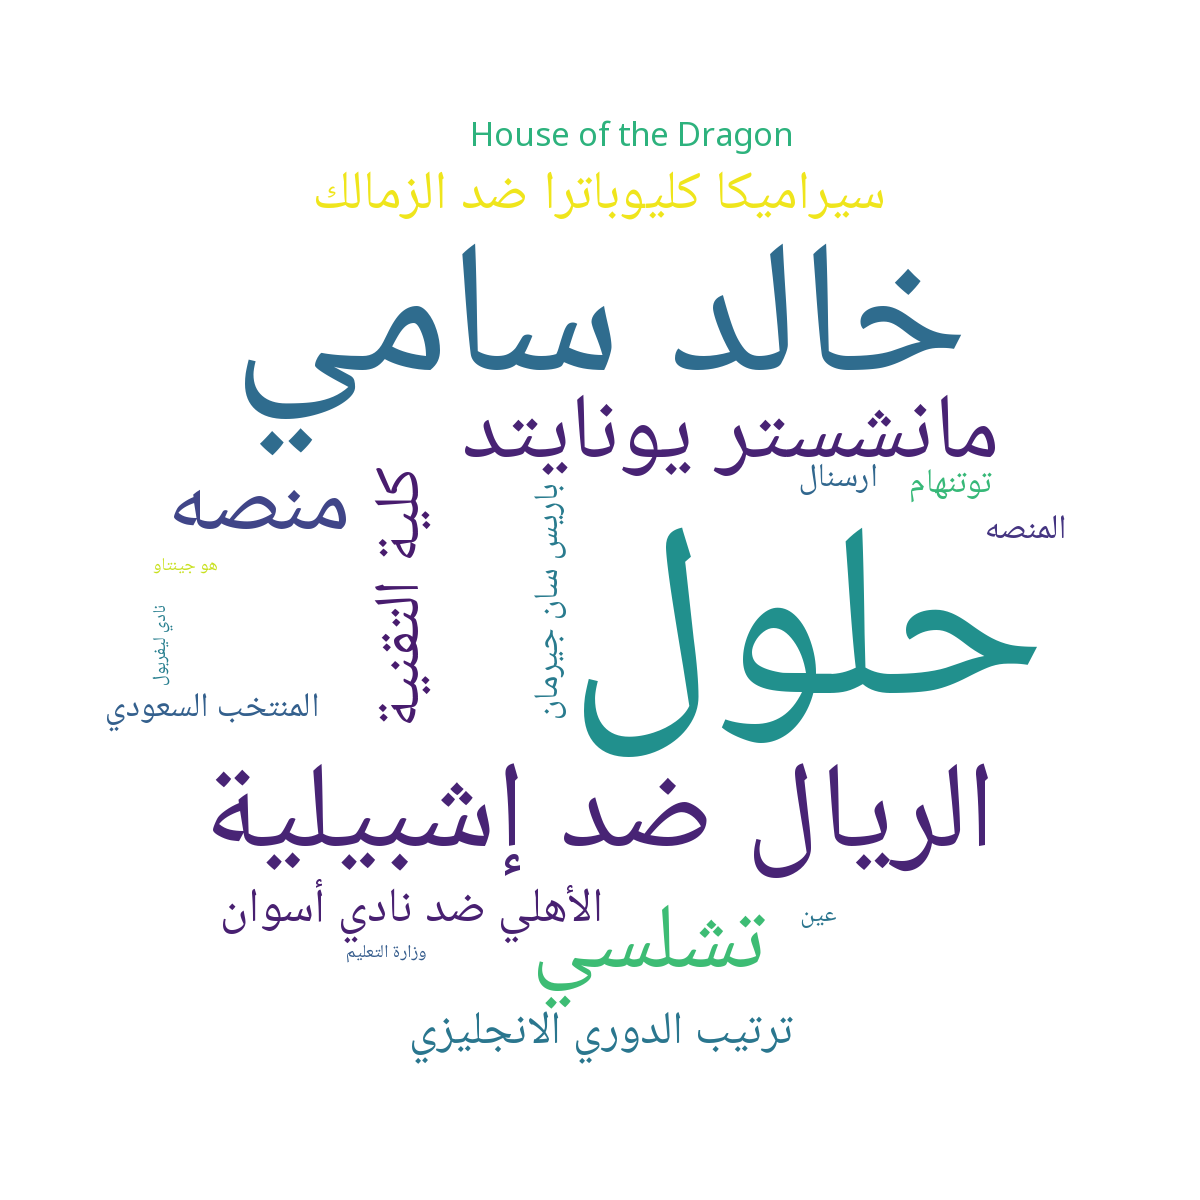 House of the Dragon
سيراميكا كليوباترا ضد الزمالك
خالد سامي
مانشستر يونايتد
ارسنال
توتنهام
منصه
كلية التقنية
باريس سان جيرمان
المنصه
حلول
هو جينتاو
نادي ليفربول
المنتخب السعودي
الريال ضد إشبيلية
الأهلي ضد نادي أسوان
تشلسي
عين
وزارة التعليم
ترتيب الدوري الانجليزي